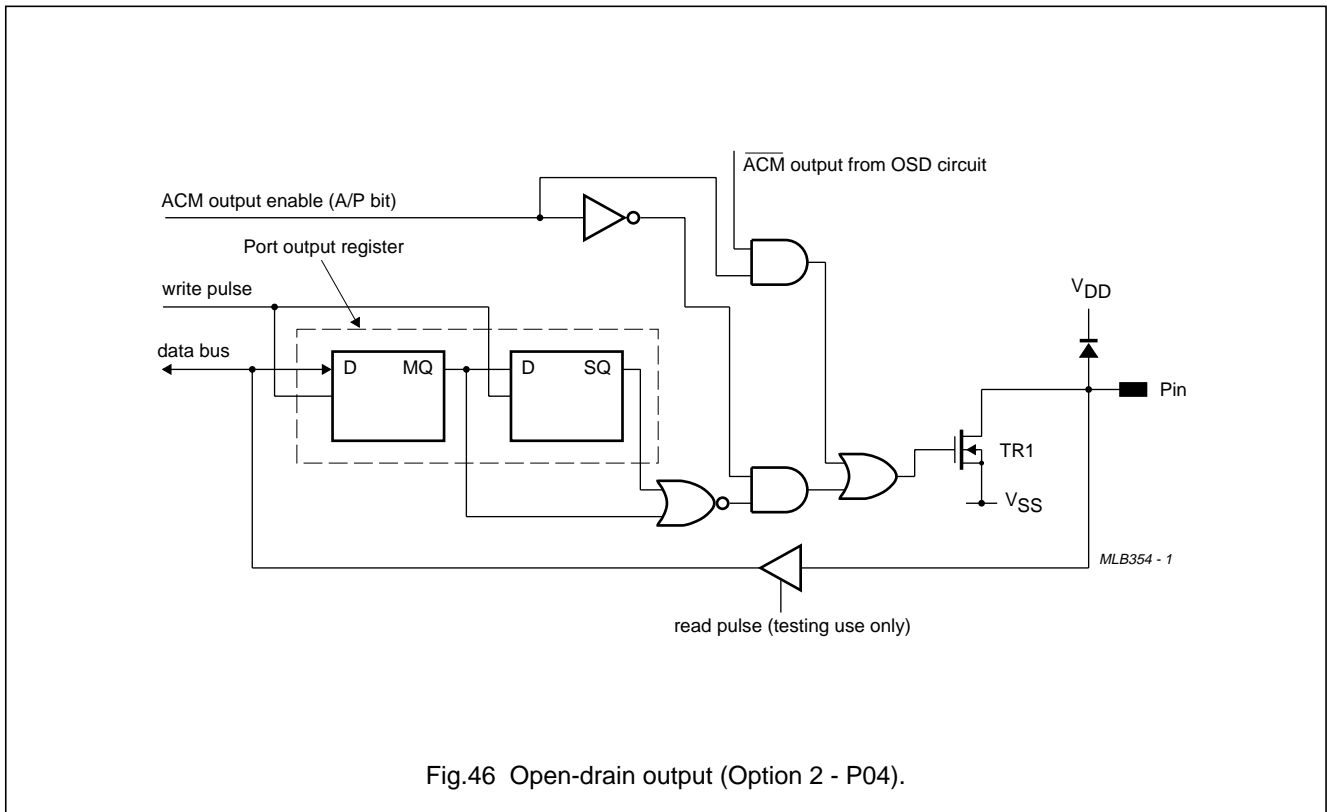 ACM output from OSD circuit
ACM output enable (A/P bit)
Port output register
write pulse
data bus
D MQ
D SQ
VDD
Pin
TR1
VSS
MLB354 - 1
read pulse (testing use only)
Fig.46 Open-drain output (Option 2 - P04).